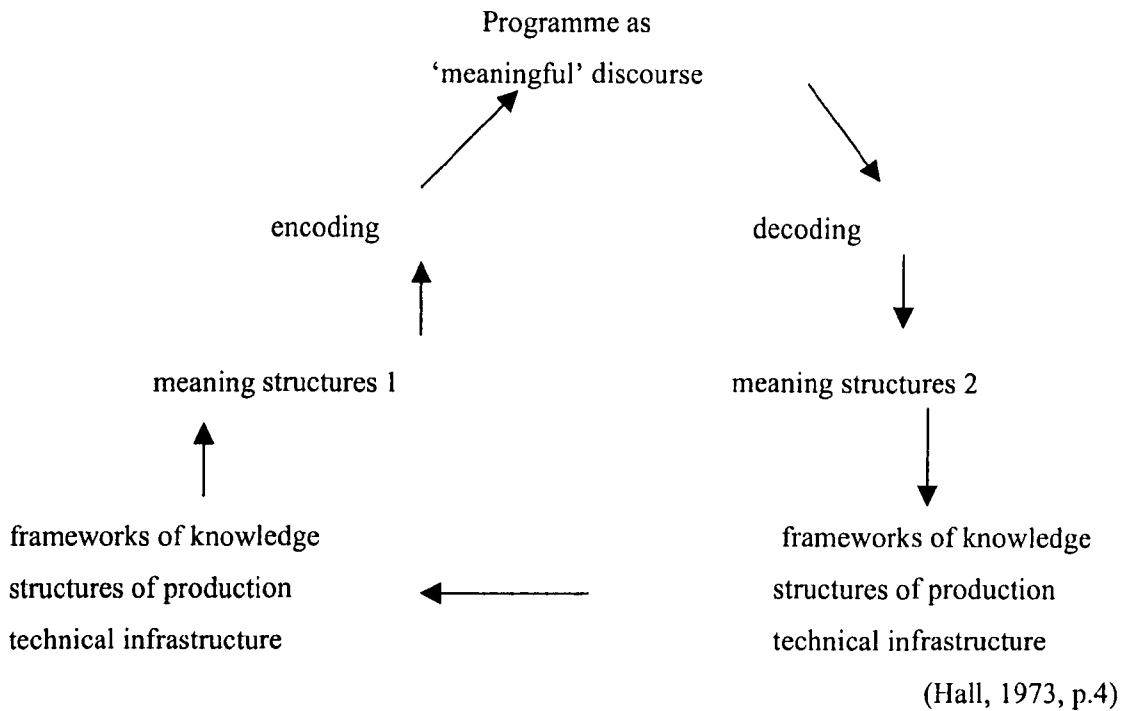 Programme as
‘meaningful’ discourse
encoding
decoding
meaning structures 1
meaning structures 2
frameworks of knowledge
structures of production
technical infrastructure
frameworks of knowledge
structures of production
technical infrastructure
(Hall, 1973, p.4)